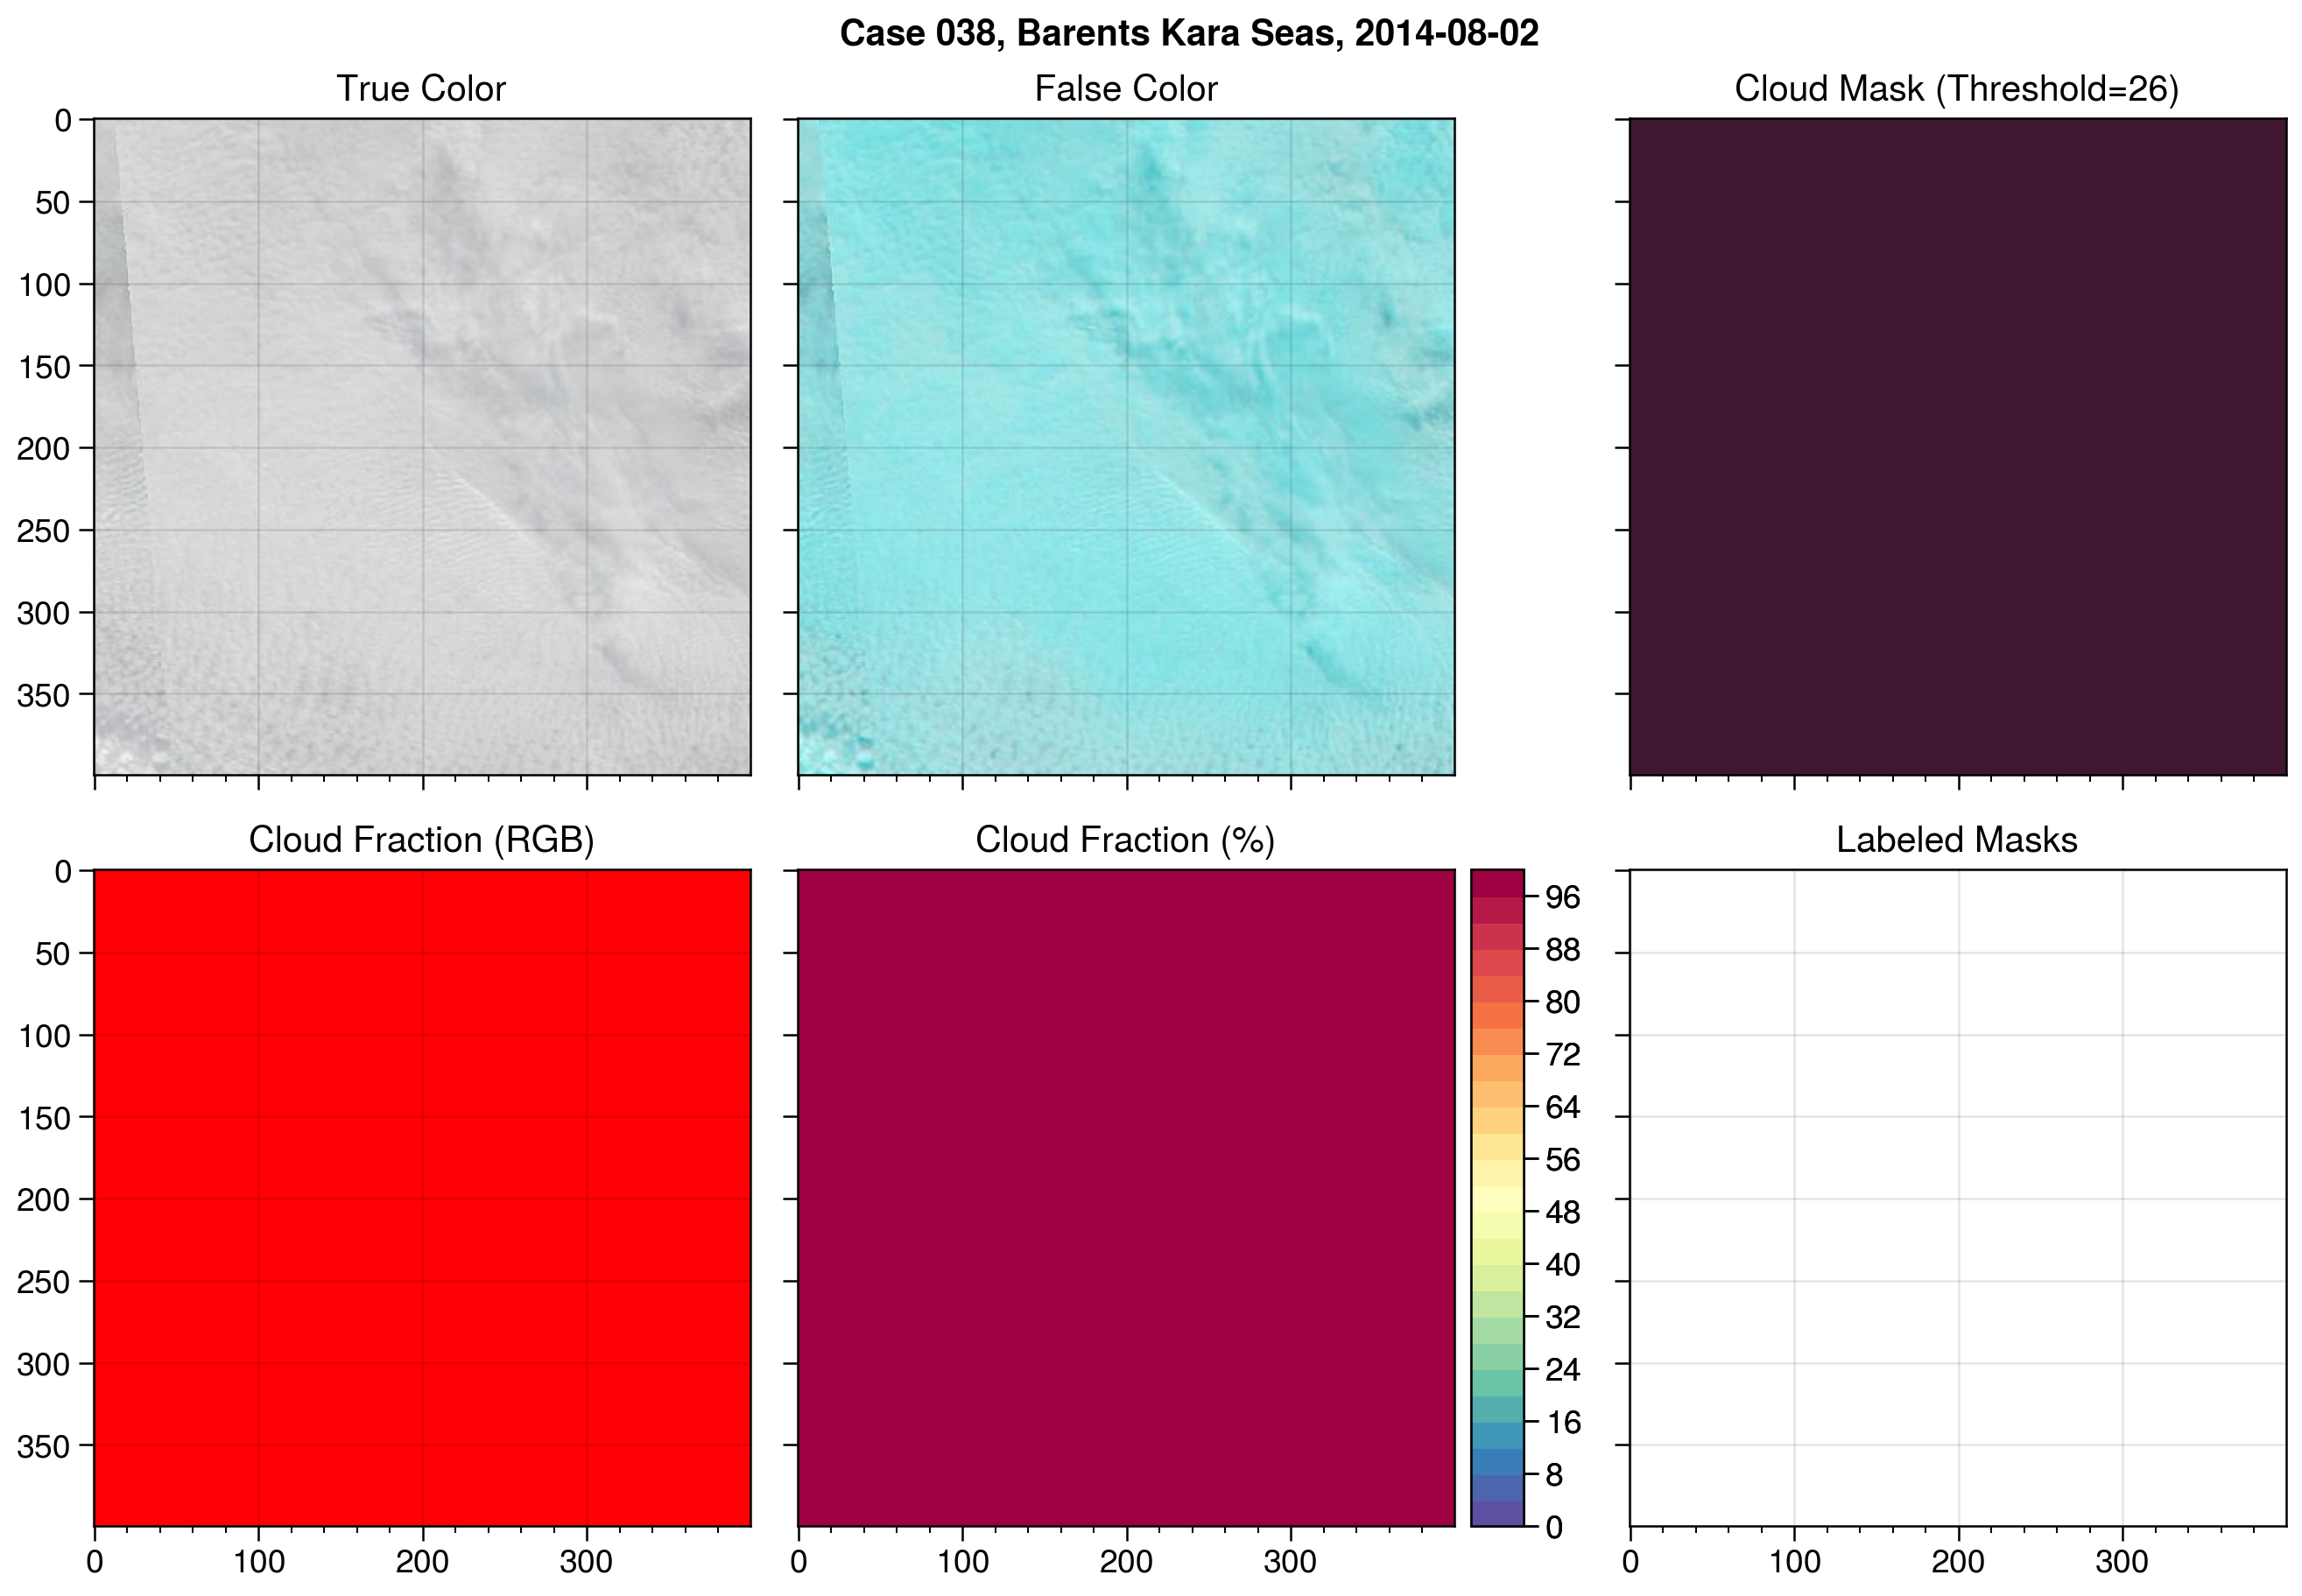 Case 038, Barents Kara Seas, 2014-08-02
True Color
False Color
Cloud Mask (Threshold=26)
0
50
100
150
200
250
300
350
Cloud Fraction (RGB)
Cloud Fraction (%)
Labeled Masks
0
50
100
150
200
250
300
350
96
88
80
72
64
56
48
40
32
24
16
8
0
0 100 200 300
0 100 200 300
0 100 200 300